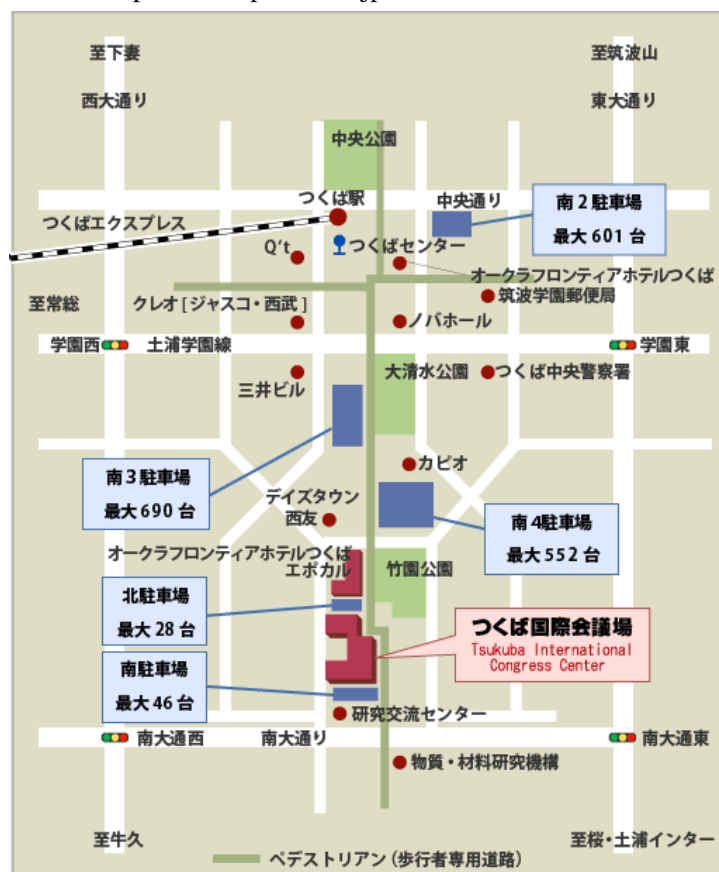 至下妻
至筑波山
西大通り
東大通り
中央公園
つくば駅
中央通り
南2駐車場
最大601台
つくばエクスプレス
Q't
つくばセンター
オークラフロンティアホテルつくば
筑波学園郵便局
至常総
クレオ[ジャスコ・西武]
ノバホール
学園西
土浦学園線
学園東
三井ビル
大清水公園
つくば中央警察署
カピオ
南3駐車場
最大690台
デイズタウン
西友
南4駐車場
最大552台
オークラフロンティアホテルつくば
エポカル
竹園公園
北駐車場
最大28台
つくば国際会議場
Tsukuba International
Congress Center
南駐車場
最大46台
研究交流センター
南大通西
南大通り
南大通東
物質・材料研究機構
至牛久
至桜・土浦インター
ペデストリアン(歩行者専用道路)